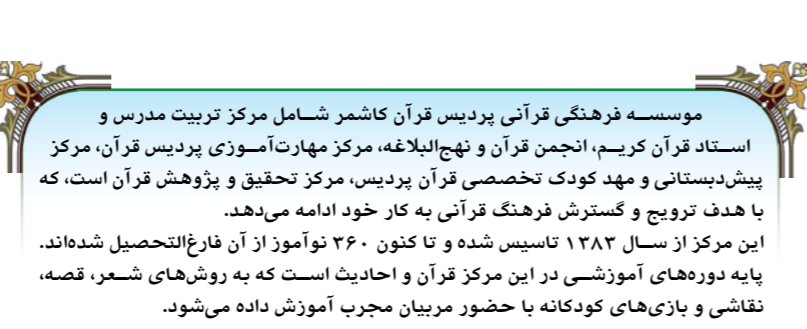 موسسه فرهنگی قرآنی پردیس قرآن کاشمر شامل مرکز تربیت مدرس و
استاد قرآن کریم، انجمن قرآن و نهج‌البلاغه، مرکز مهارت‌آموزی پردیس قرآن، مرکز
پیش‌دبستانی و مهد کودک تخصصی قرآن پردیس، مرکز تحقیق و پژوهش قرآن است، که
با هدف ترویج و گسترش فرهنگ قرآنی به کار خود ادامه می‌دهد.
این مرکز از سال ۱۳۸۳ تاسیس شده و تا کنون ۳۶۰ نوآموز از آن فارغ‌التحصیل شده‌اند.
پایه دوره‌های آموزشی در این مرکز قرآن و احادیث است که به روش‌های شعر، قصه،
نقاشی و بازی‌های کودکانه با حضور مربیان مجرب آموزش داده می‌شود.